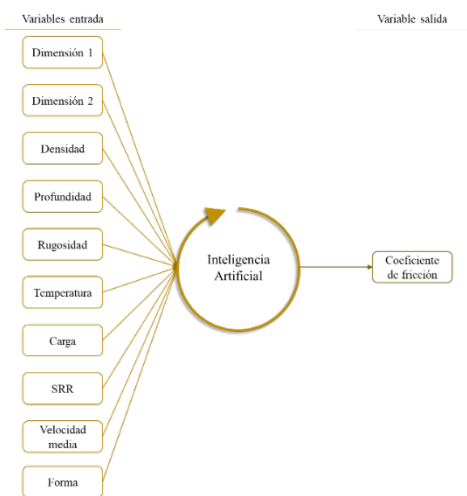 Variables entrada
Variable salida
Dimensión 1
Dimensión 2
Densidad
Profundidad
Rugosidad
Temperatura
Carga
SRR
Velocidad
media
Forma
Inteligencia
Artificial
Coeficiente
de fricción